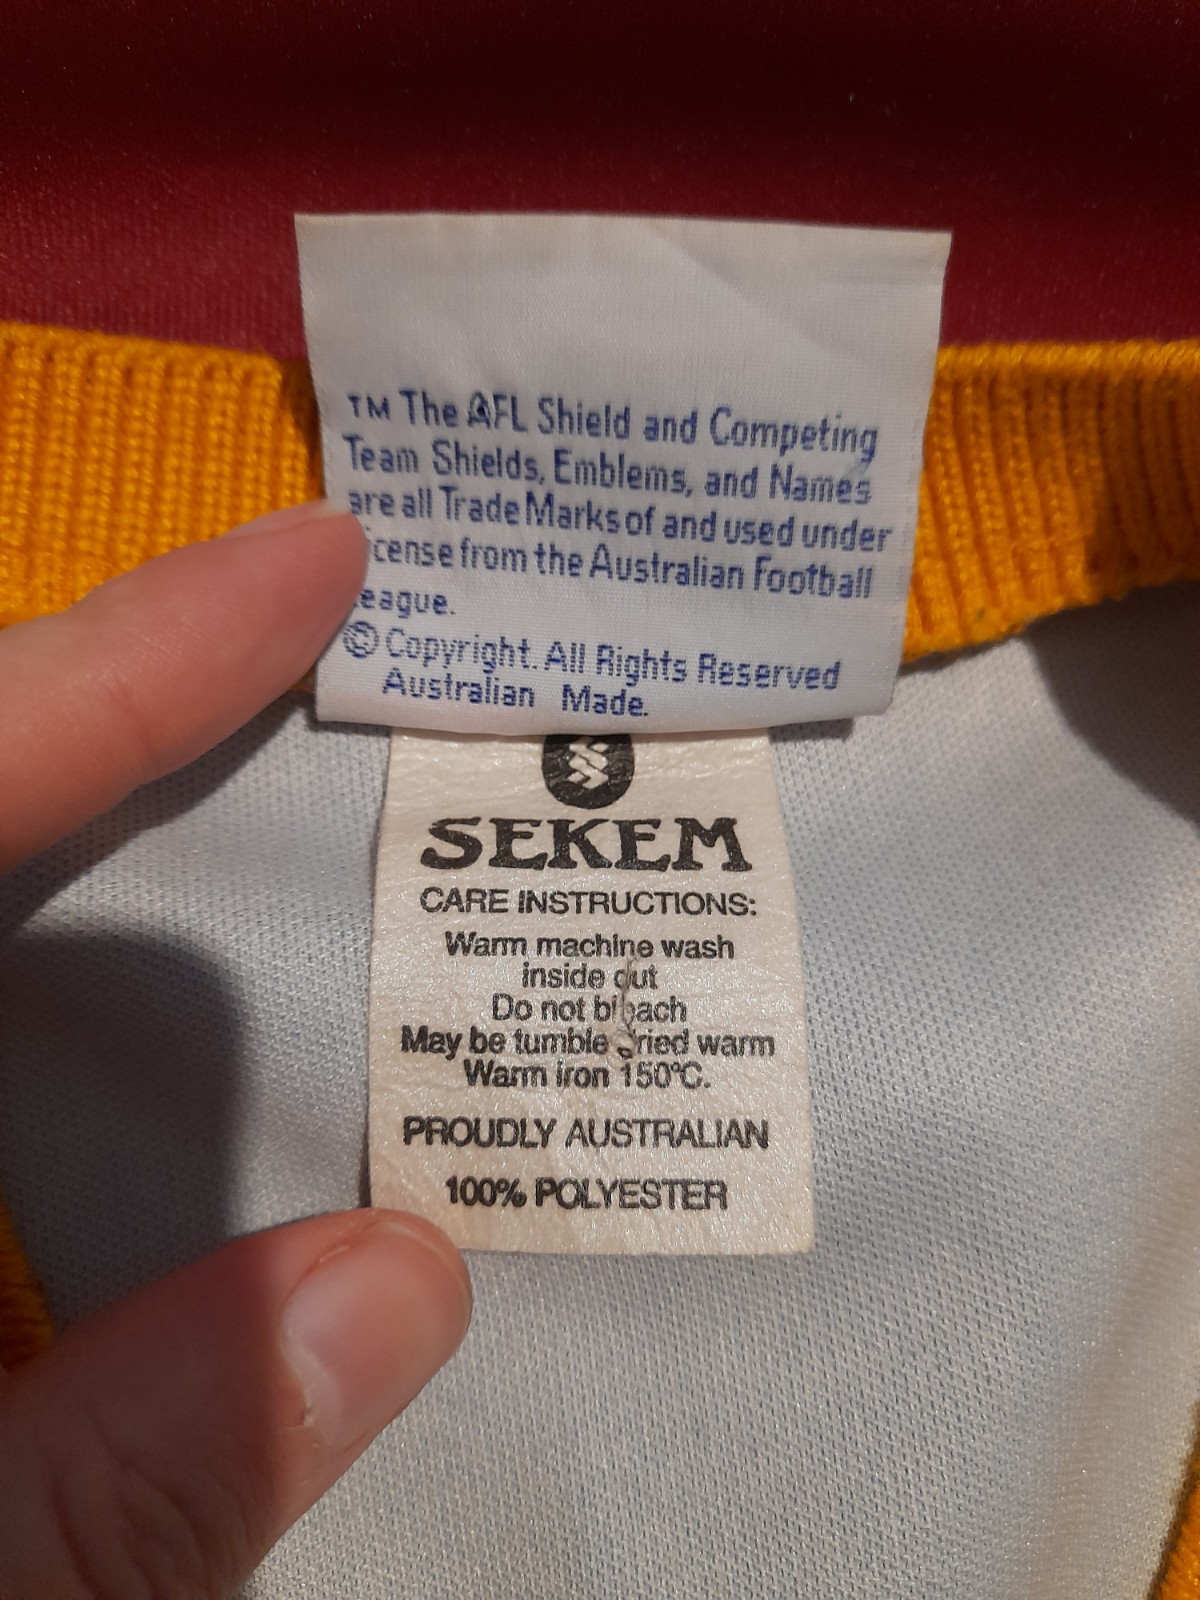 TM The AFL Shield and Competing
Team Shields, Emblems, and Names
are all Trade Marks of and used under
icense from the Australian Football
eague.
© Copyright. All Rights Reserved
Australian Made.
SEKEM
CARE INSTRUCTIONS:
Warm machine wash
inside out
Do not bleach
May be tumble dried warm
Warm iron 150°C.
PROUDLY AUSTRALIAN
100% POLYESTER